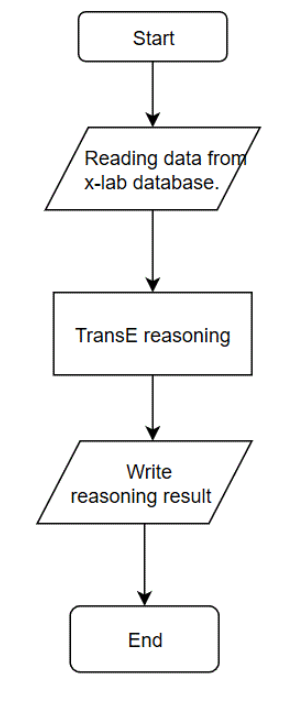 Start
Reading data from
x-lab database.
TransE reasoning
Write
reasoning result
End